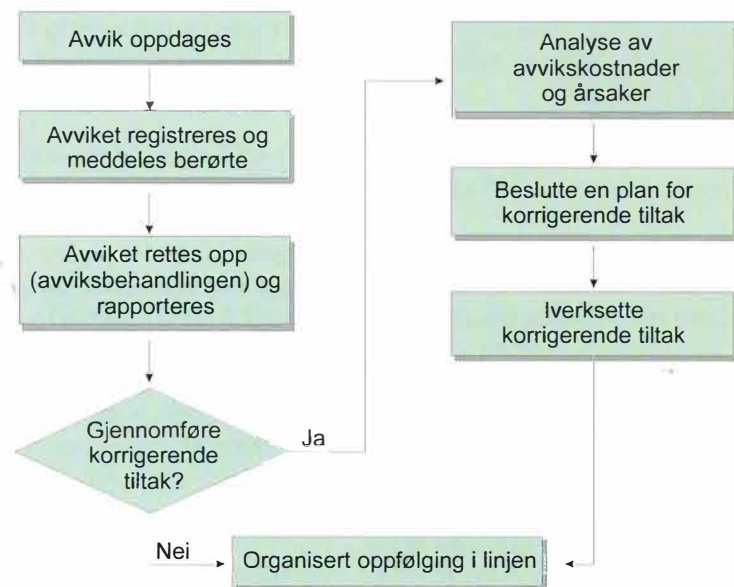 Avvik oppdages
Avviket registreres og
meddeles berørte
Avviket rettes opp
(avviksbehandlingen) og
rapporteres
Gjennomføre
korrigerende
tiltak?
Ja
Nei
Analyse av
avvikskostnader
og årsaker
Beslutte en plan for
korrigerende tiltak
Iverksette
korrigerende tiltak
Organisert oppfølging i linjen